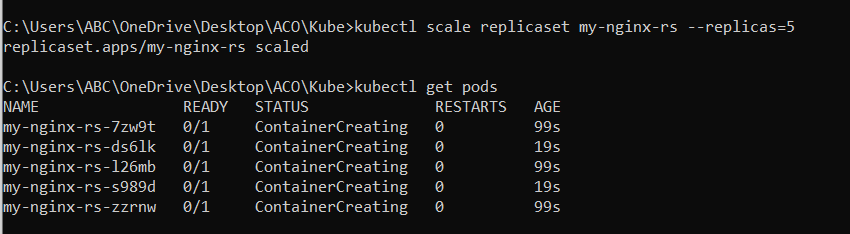 C:\Users\ABC\OneDrive\Desktop\ACO\Kube>kubectl scale replicaset my-nginx-rs --replicas=5
replicaset.apps/my-nginx-rs scaled
C:\Users\ABC\OneDrive\Desktop\ACO\Kube>kubectl get pods
NAME READY STATUS RESTARTS AGE
my-nginx-rs-7zw9t 0/1 ContainerCreating 0 99s
my-nginx-rs-ds6lk 0/1 ContainerCreating 0 19s
my-nginx-rs-l26mb 0/1 ContainerCreating 0 99s
my-nginx-rs-s989d 0/1 ContainerCreating 0 19s
my-nginx-rs-zzrnw 0/1 ContainerCreating 0 99s